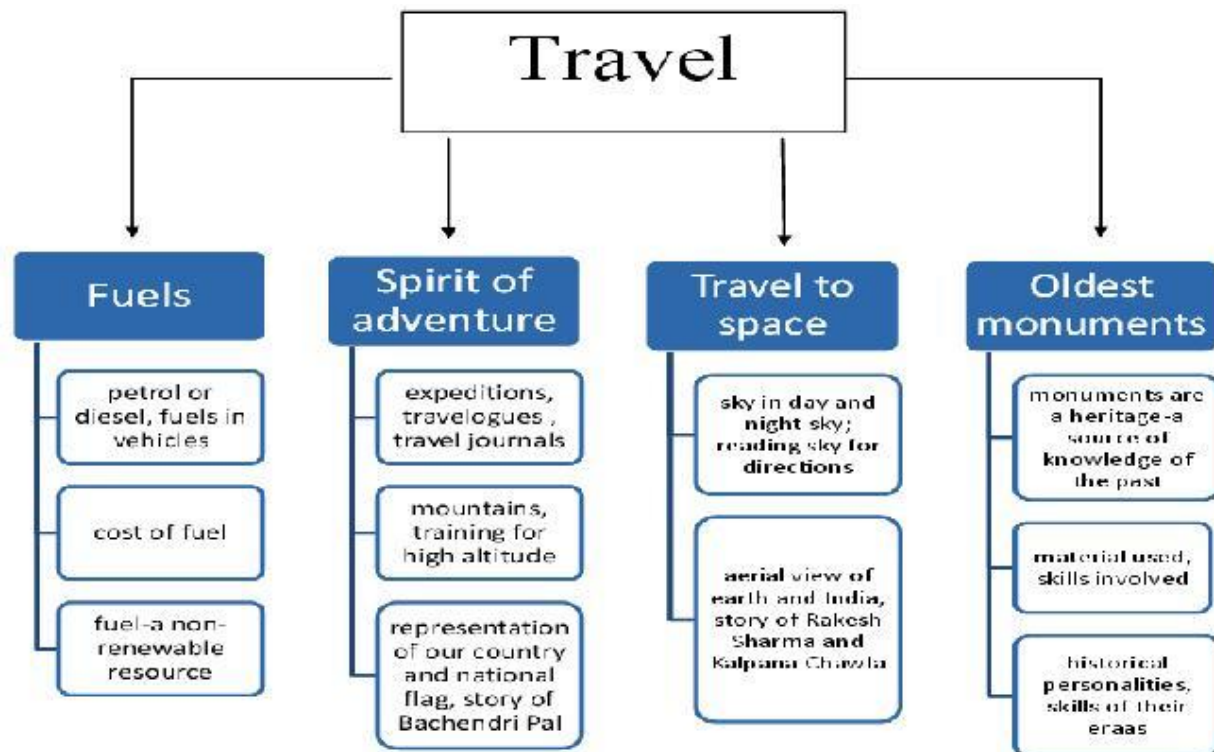 Travel
Fuels
petrol or
diesel, fuels in
vehicles
cost of fuel
fuel-a non-
renewable
resource
Spirit of
adventure
expeditions,
travelogues ,
travel journals
mountains,
training for
high altitude
representation
of our country
and national
flag, story of
Bachendri Pal
Travel to
space
sky in day and
night sky;
reading sky for
directions
aerial view of
earth and India,
story of Rakesh
Sharma and
Kalpana Chawla
Oldest
monuments
monuments are
a heritage-a
source of
knowledge of
the past
material used,
skills involved
historical
personalities,
skills of their
eraas